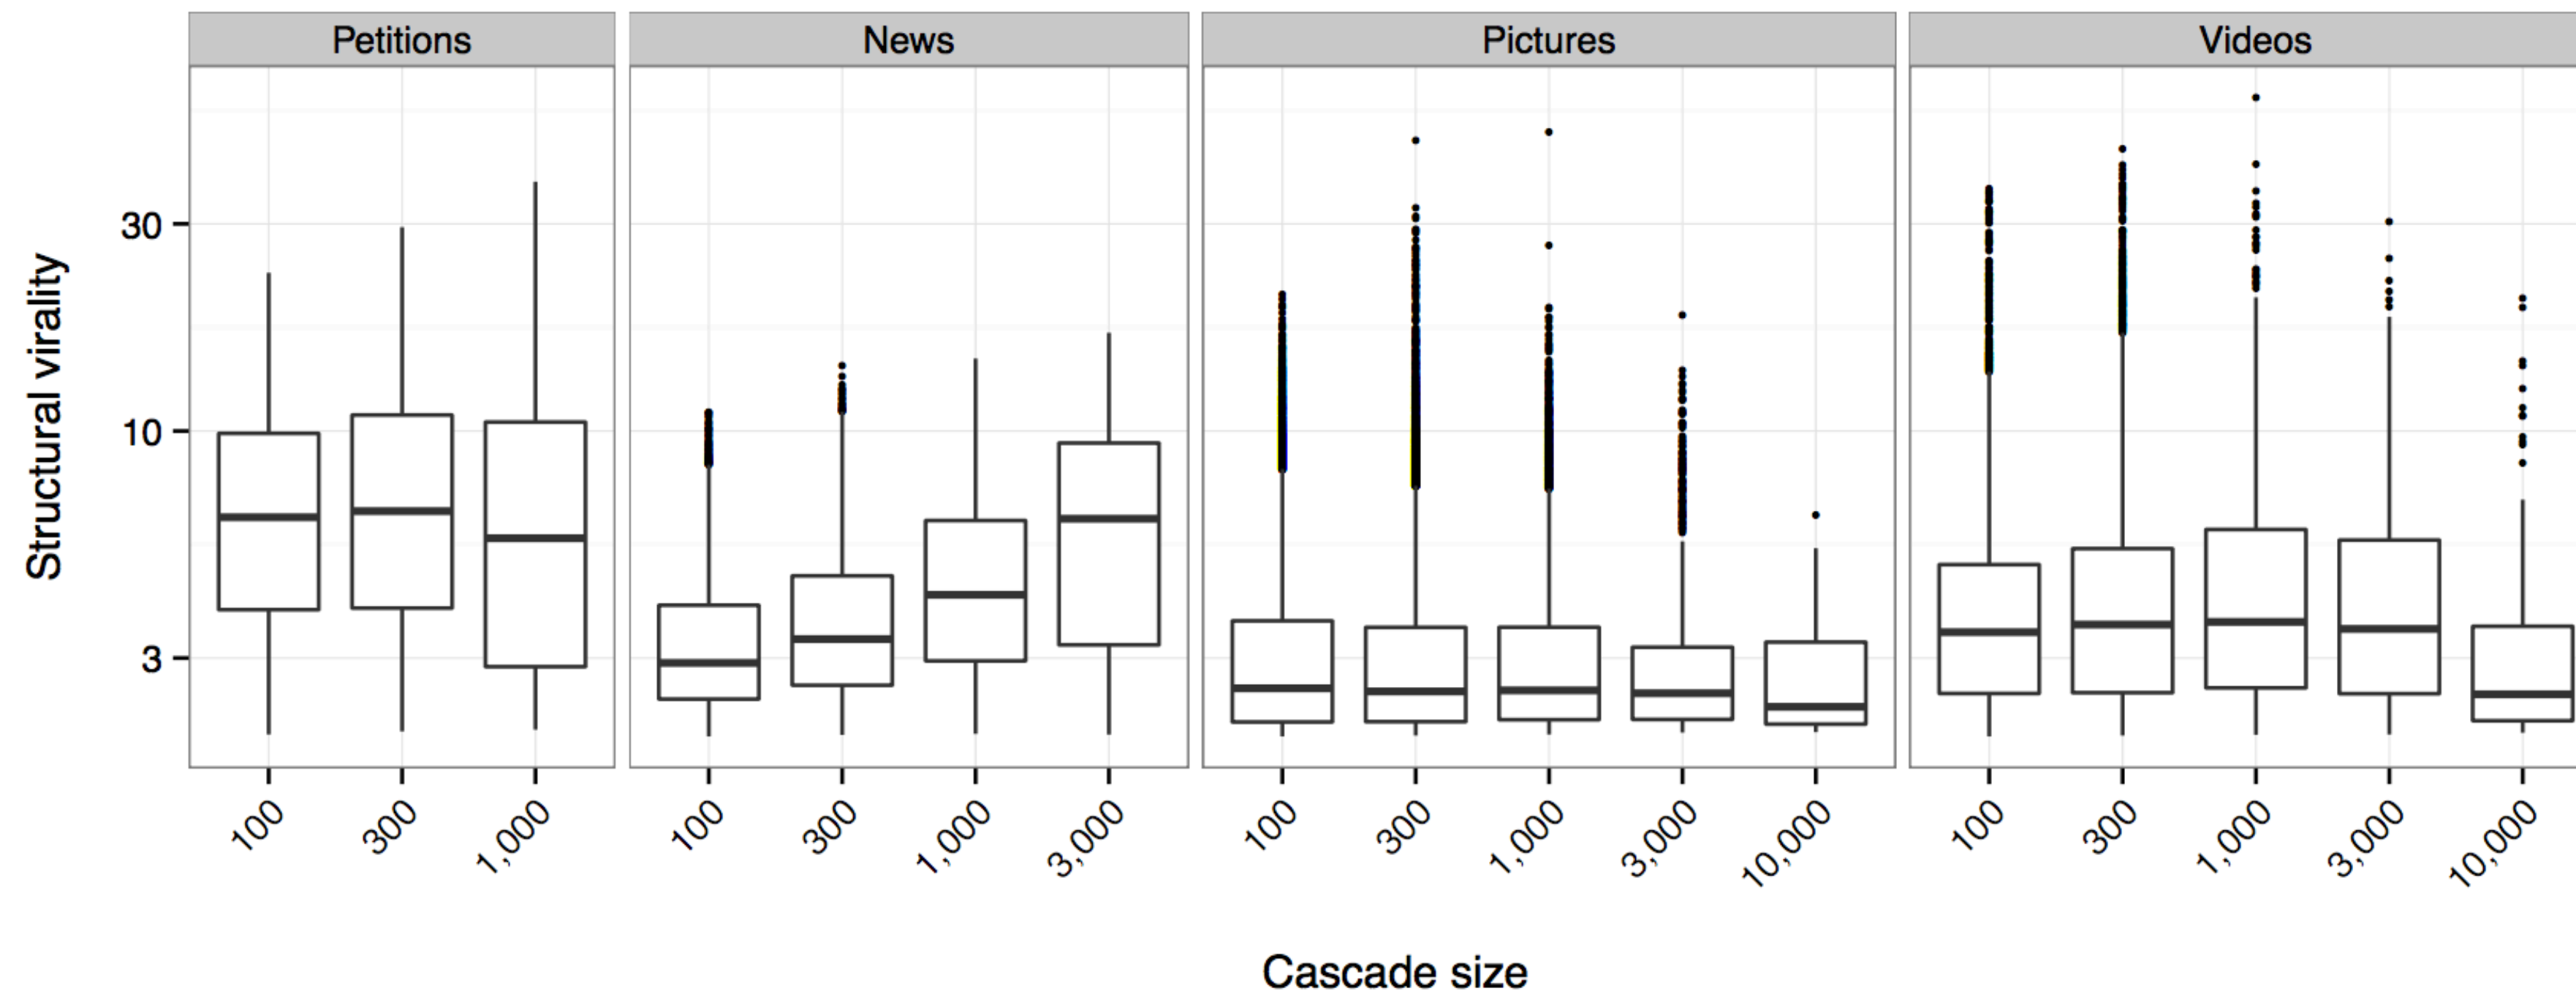 Petitions News Pictures Videos
Structural virality
30
10
3
100 300 1,000 100 300 1,000 3,000 100 300 1,000 3,000 10,000 100 300 1,000 3,000 10,000
Cascade size